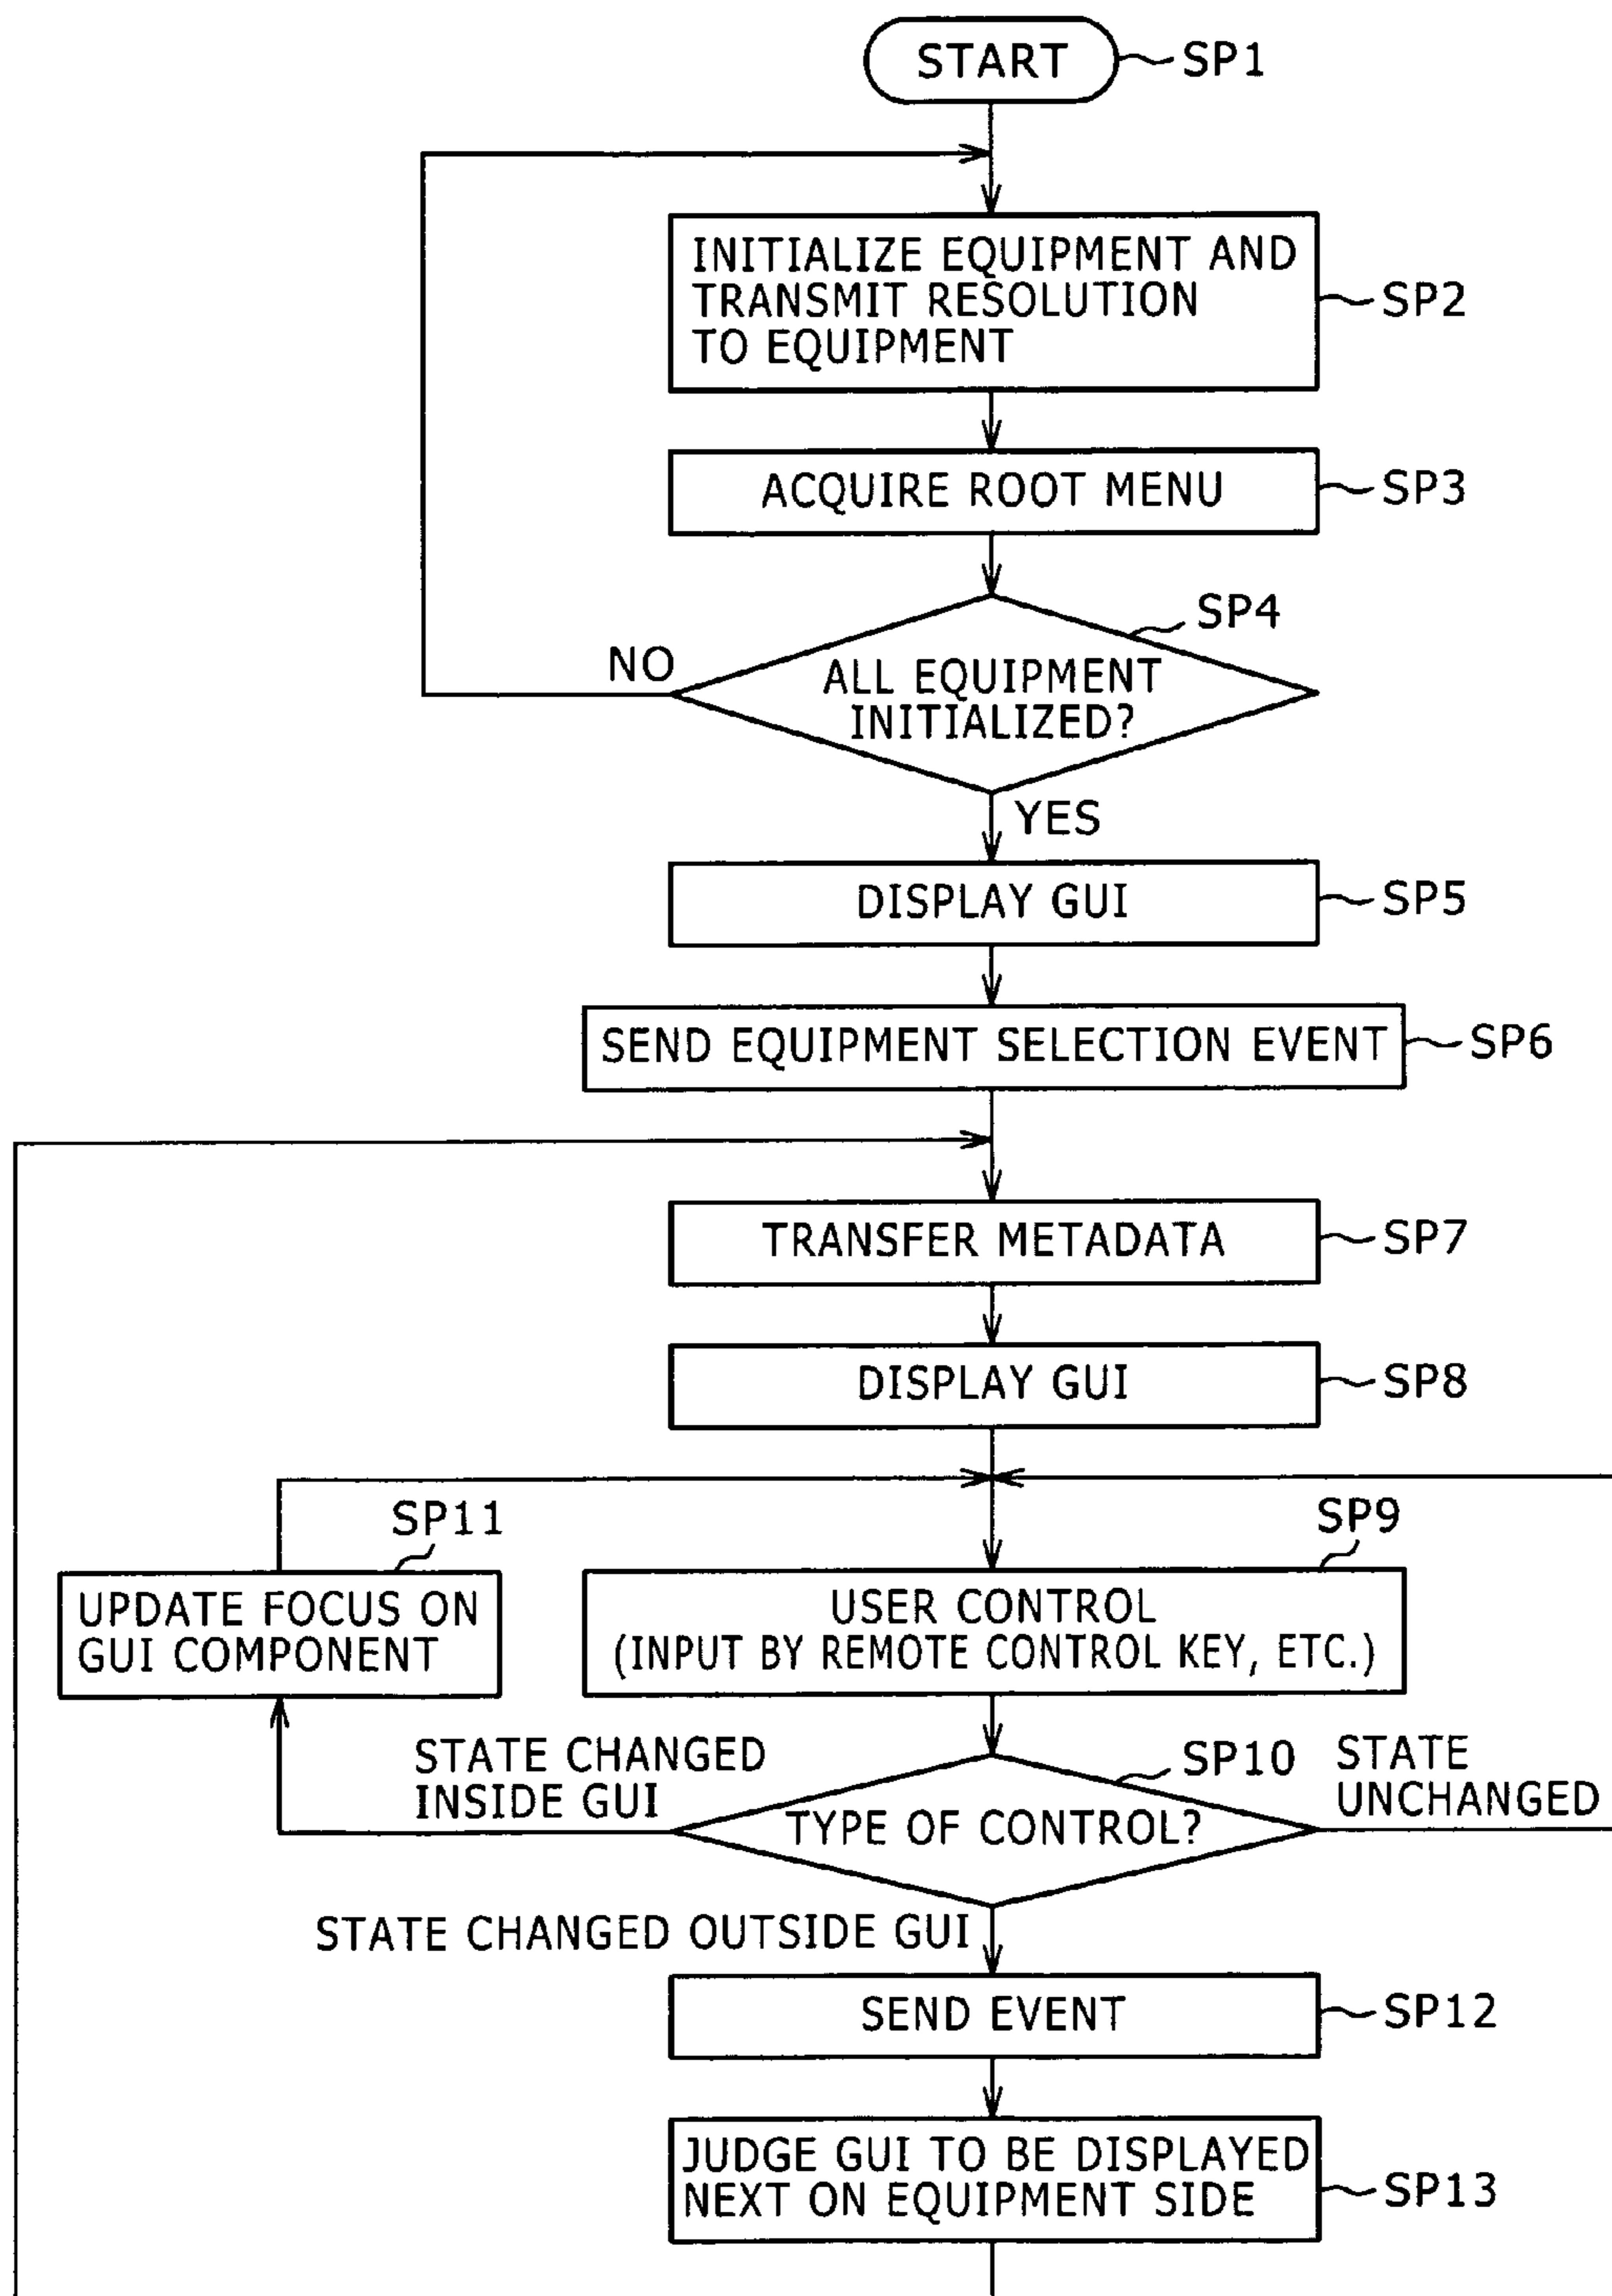 START
SP1
INITIALIZE EQUIPMENT AND
TRANSMIT RESOLUTION
TO EQUIPMENT
SP2
ACQUIRE ROOT MENU
SP3
SP4
NO
ALL EQUIPMENT
INITIALIZED?
YES
DISPLAY GUI
SP5
SEND EQUIPMENT SELECTION EVENT
SP6
TRANSFER METADATA
SP7
DISPLAY GUI
SP8
SP11
SP9
UPDATE FOCUS ON
GUI COMPONENT
USER CONTROL
(INPUT BY REMOTE CONTROL KEY, ETC.)
STATE CHANGED
INSIDE GUI
SP10
STATE
UNCHANGED
TYPE OF CONTROL?
STATE CHANGED OUTSIDE GUI
SEND EVENT
SP12
JUDGE GUI TO BE DISPLAYED
NEXT ON EQUIPMENT SIDE
SP13